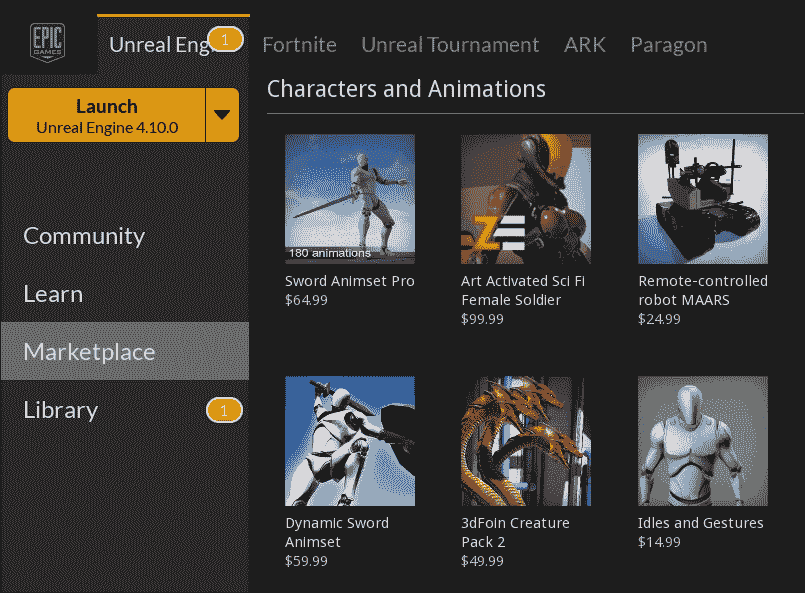 EPIC
GAMES
Unreal Eng
1
Fortnite
Unreal Tournament
ARK
Paragon
Launch
Unreal Engine 4.10.0
Community
Learn
Marketplace
Library
1
Characters and Animations
180 animations
Sword Animset Pro
$64.99
Art Activated Sci Fi
Female Soldier
$99.99
Remote-controlled
robot MAARS
$24.99
Dynamic Sword
Animset
$59.99
3dFoin Creature
Pack 2
$49.99
Idles and Gestures
$14.99